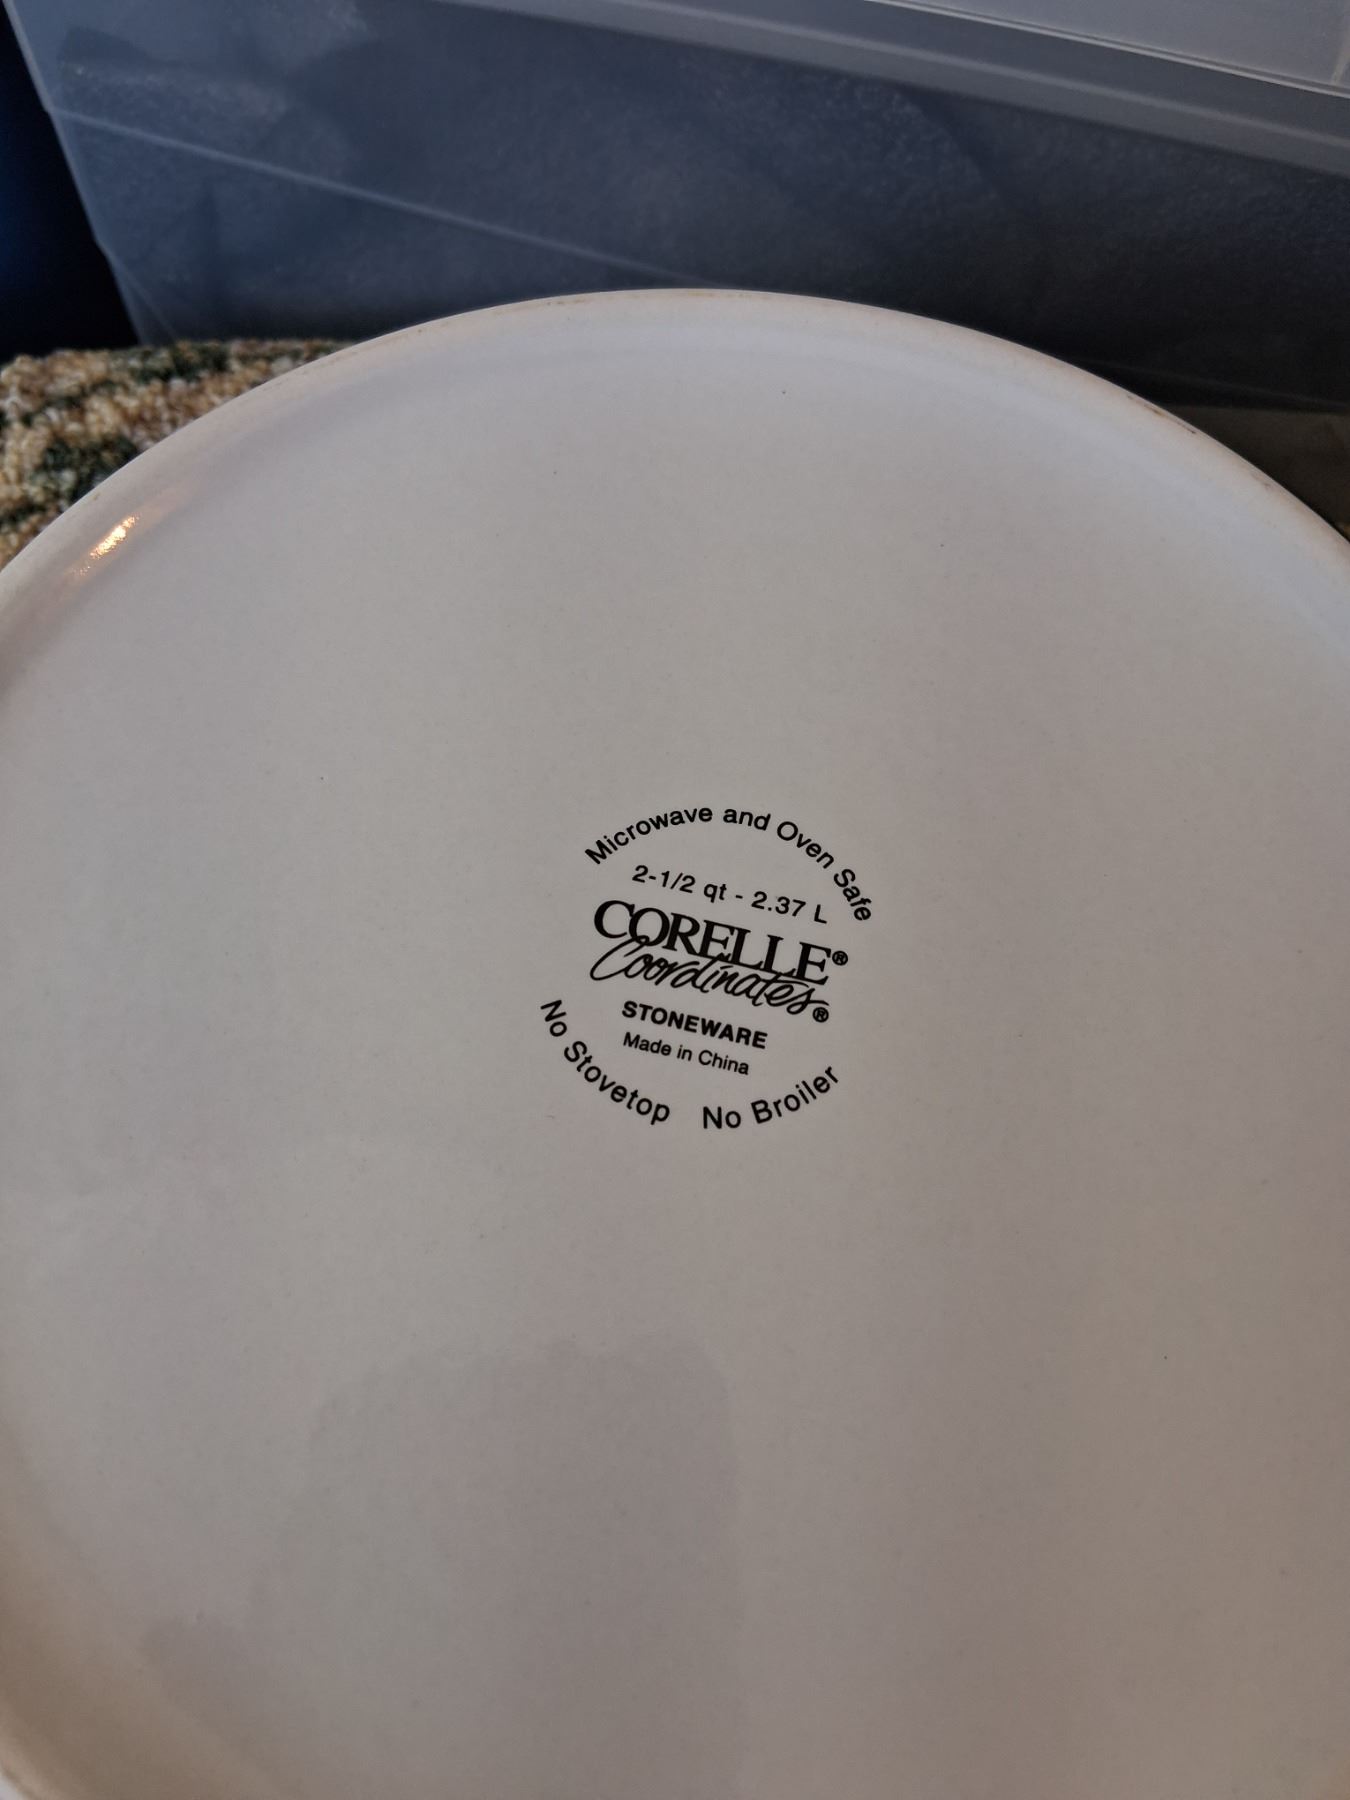 Microwave and Oven Safe
2-1/2 qt - 2.37 L
CORELLE®
Coordinates®
STONEWARE
Made in China
No Stovetop No Broiler